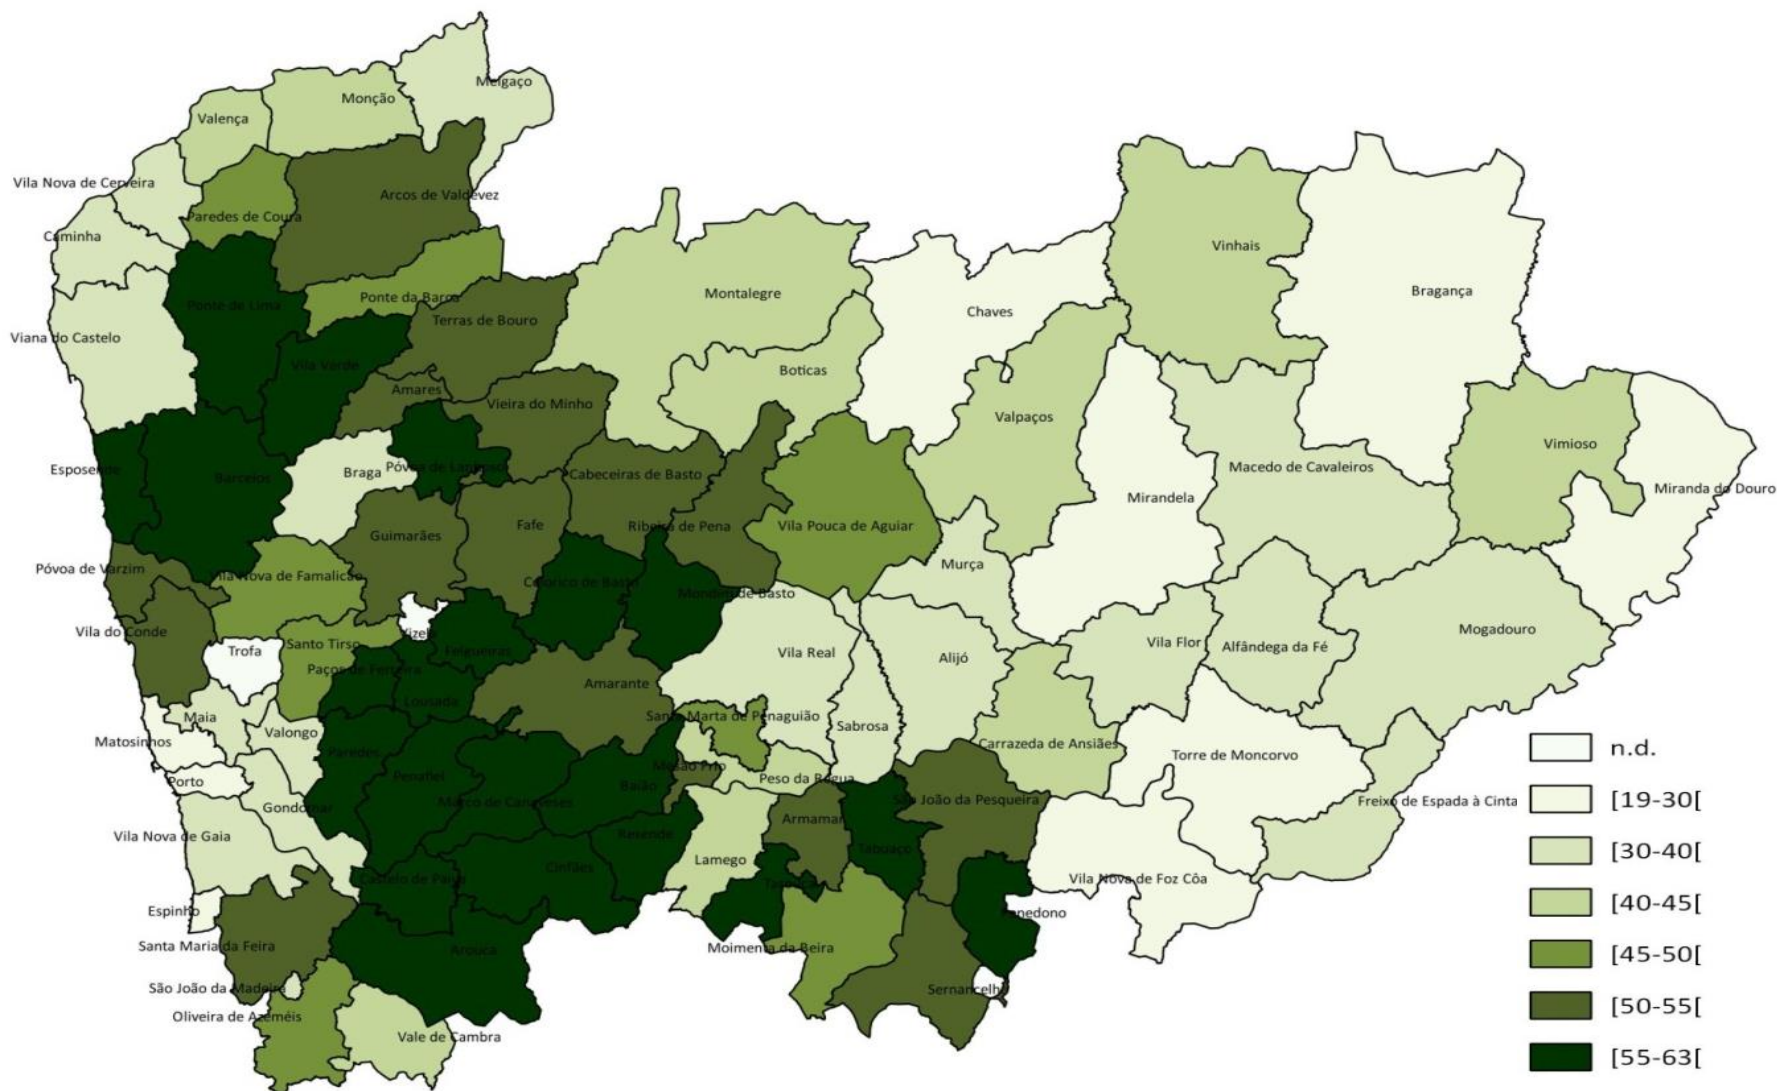 Melgaço
Monção
Valença
Vila Nova de Cerveira
Arcos de Valdevez
Paredes de Coura
Caminha
Vinhais
Bragança
Montalegre
Ponte da Barca
Ponte de Lima
Chaves
Terras de Bouro
Viana do Castelo
Vila Verde
Boticas
Amares
Vieira do Minho
Valpaços
Vimioso
Esposende
Braga
Póvoa de Lanhoso
Macedo de Cavaleiros
Barcelos
Cabeceiras de Basto
Miranda do Douro
Mirandela
Fafe
Ribeira de Pena
Vila Pouca de Aguiar
Guimarães
Murça
Póvoa de Varzim
Vila Nova de Famalicão
Celorico de Basto
Mondim de Basto
Vila do Conde
Vizela
Mogadouro
Santo Tirso
Trofa
Felgueiras
Vila Real
Alijó
Vila Flor
Alfândega da Fé
Paços de Ferreira
Amarante
Lousada
Maia
Santa Marta de Penaguião
Sabrosa
Valongo
Matosinhos
Paredes
Carrazeda de Ansiães
Torre de Moncorvo
n.d.
Mesão Frio
Porto
Penafiel
Baião
Peso da Régua
Marco de Canaveses
São João da Pesqueira
Freixo de Espada à Cinta
[19-30[
Gondomar
Armamar
Vila Nova de Gaia
Resende
Tabuaço
[30-40[
Lamego
Cinfães
Castelo de Paiva
Tarouca
Vila Nova de Foz Côa
[40-45[
Espinho
Penedono
Santa Maria da Feira
Arouca
Moimenta da Beira
[45-50[
São João da Madeira
Sernancelhe
Oliveira de Azeméis
[50-55[
Vale de Cambra
[55-63[